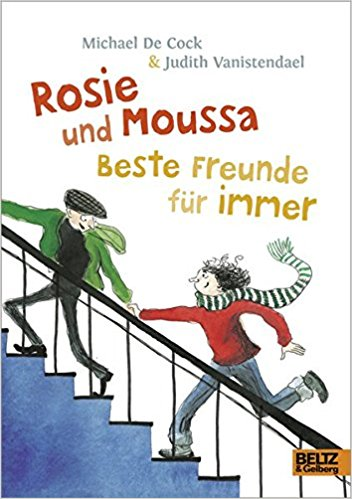 Michael De Cock
& Judith Vanistendael
Rosie
und Moussa
Beste Freunde
für immer
BELTZ
& Gelberg